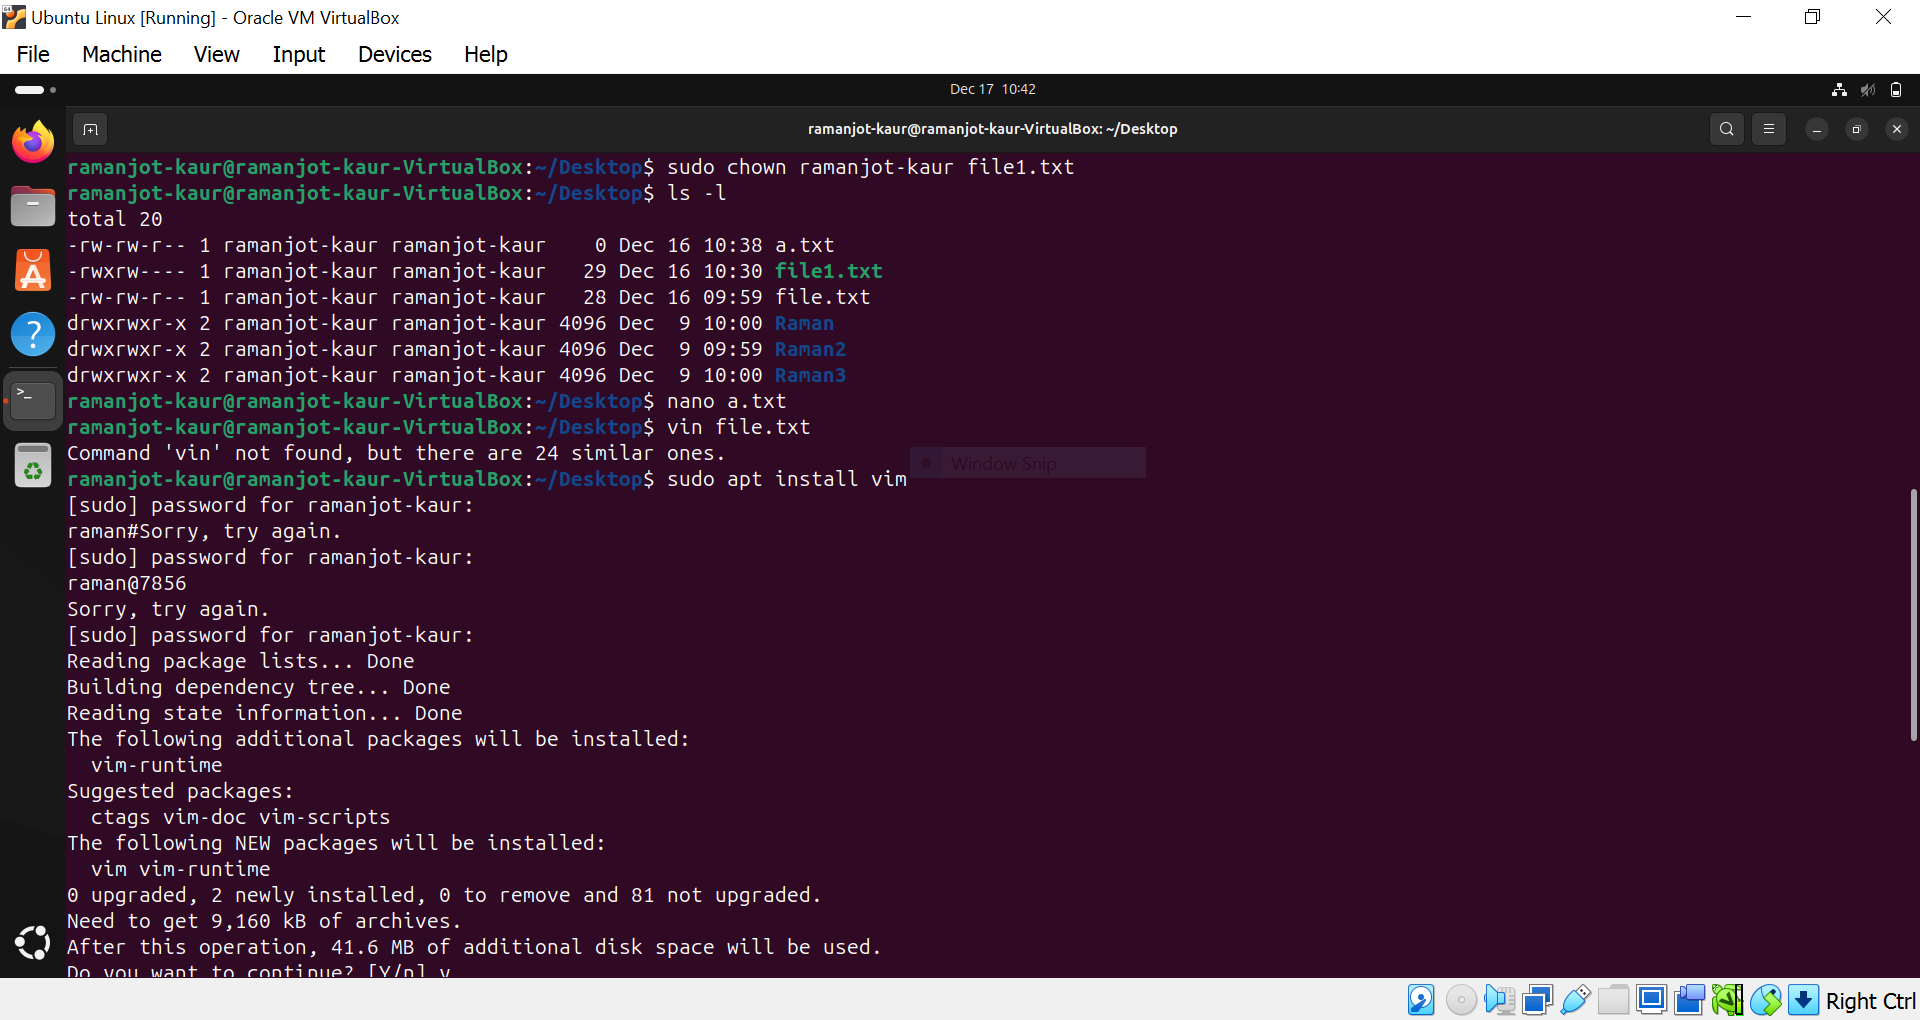 Ubuntu Linux [Running] - Oracle VM VirtualBox
File Machine View Input Devices Help
Dec 17 10:42
ramanjot-kaur@ramanjot-kaur-VirtualBox: ~/Desktop
ramanjot-kaur@ramanjot-kaur-VirtualBox:~/Desktop$ sudo chown ramanjot-kaur file1.txt
ramanjot-kaur@ramanjot-kaur-VirtualBox:~/Desktop$ ls -l
total 20
-rw-rw-r-- 1 ramanjot-kaur ramanjot-kaur    0 Dec 16 10:38 a.txt
-rwxrw---- 1 ramanjot-kaur ramanjot-kaur   29 Dec 16 10:30 file1.txt
-rw-rw-r-- 1 ramanjot-kaur ramanjot-kaur   28 Dec 16 09:59 file.txt
drwxrwxr-x 2 ramanjot-kaur ramanjot-kaur 4096 Dec  9 10:00 Raman
drwxrwxr-x 2 ramanjot-kaur ramanjot-kaur 4096 Dec  9 09:59 Raman2
drwxrwxr-x 2 ramanjot-kaur ramanjot-kaur 4096 Dec  9 10:00 Raman3
ramanjot-kaur@ramanjot-kaur-VirtualBox:~/Desktop$ nano a.txt
ramanjot-kaur@ramanjot-kaur-VirtualBox:~/Desktop$ vin file.txt
Command 'vin' not found, but there are 24 similar ones.
Window Snip
ramanjot-kaur@ramanjot-kaur-VirtualBox:~/Desktop$ sudo apt install vim
[sudo] password for ramanjot-kaur:
raman#Sorry, try again.
[sudo] password for ramanjot-kaur:
raman@7856
Sorry, try again.
[sudo] password for ramanjot-kaur:
Reading package lists... Done
Building dependency tree... Done
Reading state information... Done
The following additional packages will be installed:
  vim-runtime
Suggested packages:
  ctags vim-doc vim-scripts
The following NEW packages will be installed:
  vim vim-runtime
0 upgraded, 2 newly installed, 0 to remove and 81 not upgraded.
Need to get 9,160 kB of archives.
After this operation, 41.6 MB of additional disk space will be used.
Do you want to continue? [Y/n] y
Right Ctrl